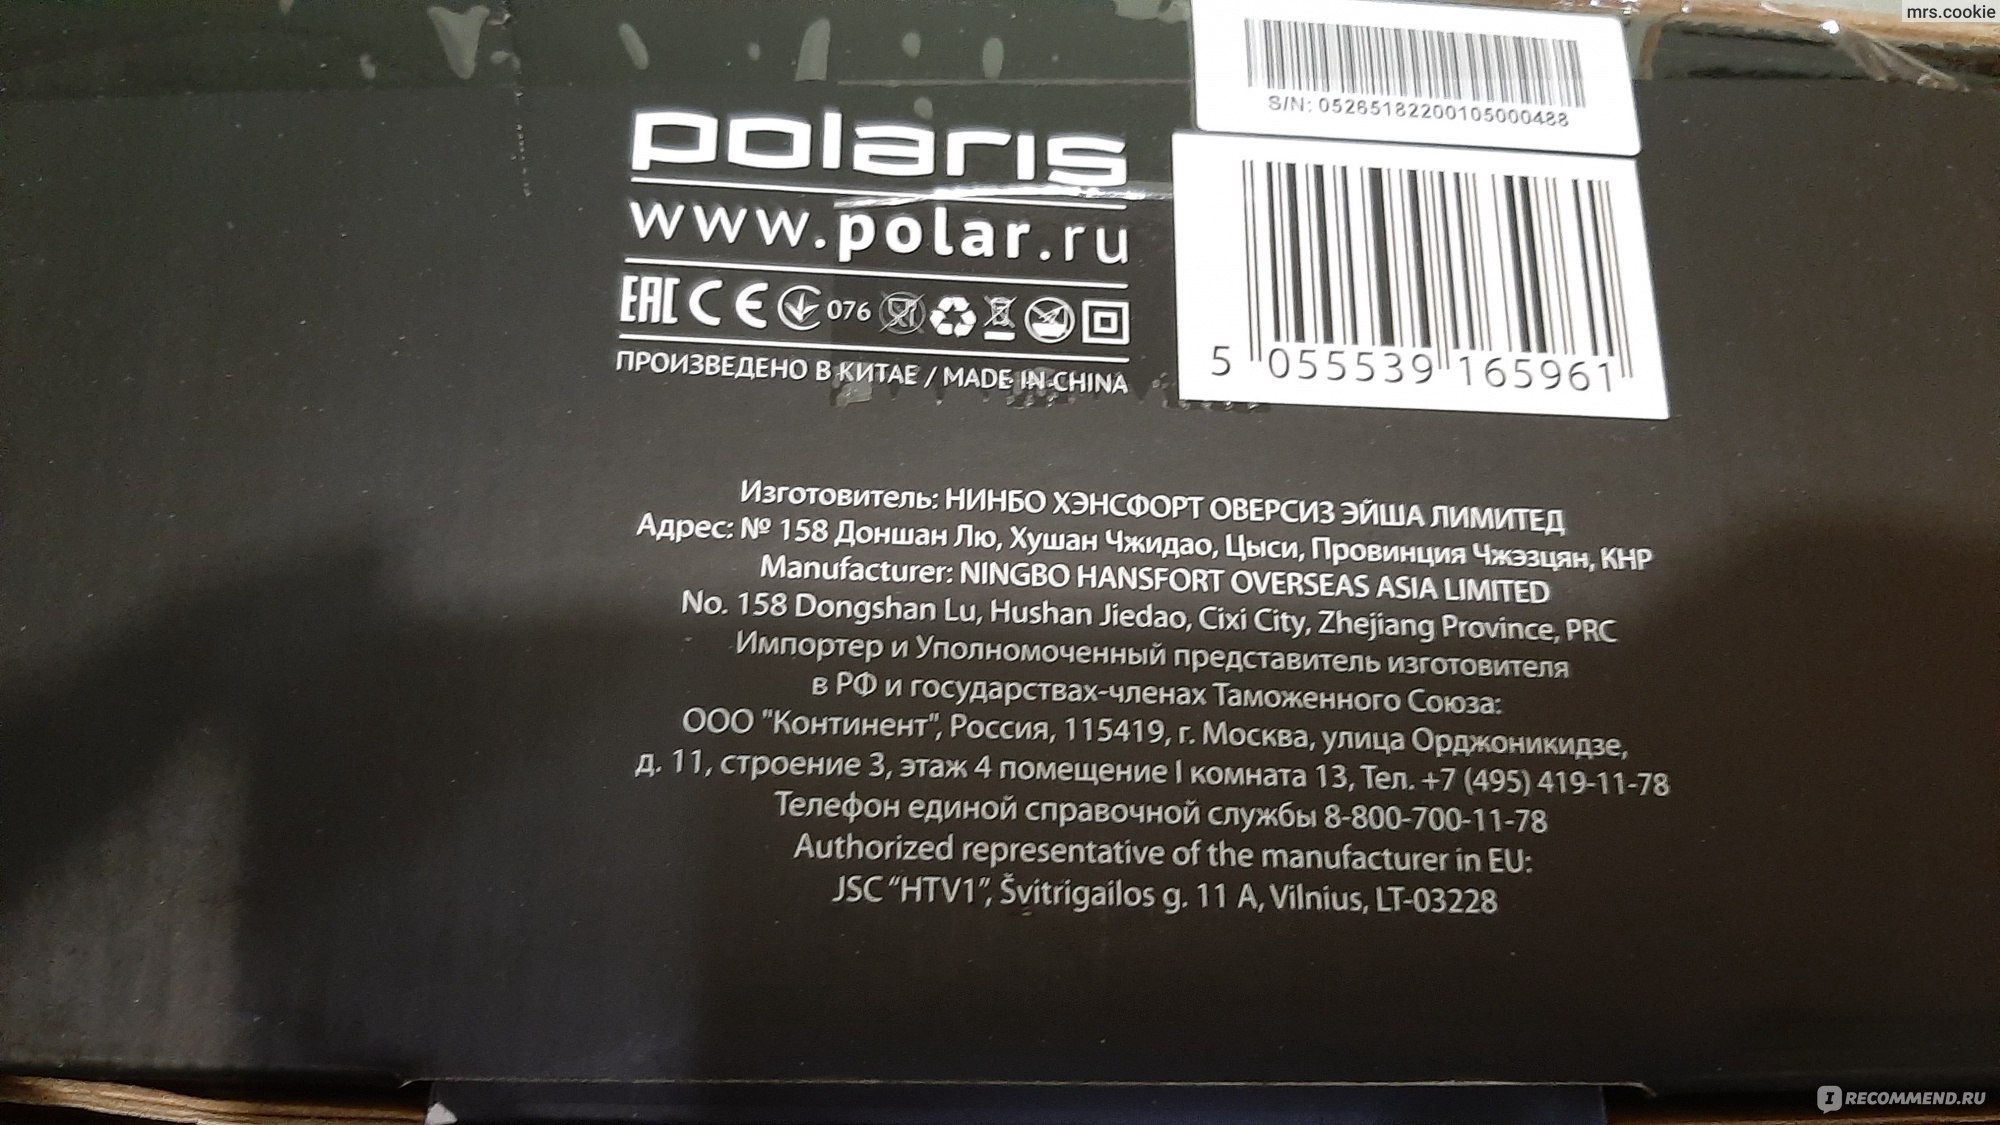 mrs.cookie
S/N: 05265182200105000488
polaris
www.polar.ru
EAC CE 076
ПРОИЗВЕДЕНО В КИТАЕ / MADE IN CHINA
5 055539 165961
Изготовитель: НИНБО ХЭНСФОРТ ОВЕРСИЗ ЭЙША ЛИМИТЕД
Адрес: № 158 Доншан Лю, Хушан Чжидао, Цыси, Провинция Чжэзцян, КНР
Manufacturer: NINGBO HANSFORT OVERSEAS ASIA LIMITED
No. 158 Dongshan Lu, Hushan Jiedao, Cixi City, Zhejiang Province, PRC
Импортер и Уполномоченный представитель изготовителя
в РФ и государствах-членах Таможенного Союза:
ООО "Континент", Россия, 115419, г. Москва, улица Орджоникидзе,
д. 11, строение 3, этаж 4 помещение I комната 13, Тел. +7 (495) 419-11-78
Телефон единой справочной службы 8-800-700-11-78
Authorized representative of the manufacturer in EU:
JSC “HTV1”, Švitrigailos g. 11 A, Vilnius, LT-03228
IRECOMMEND.RU